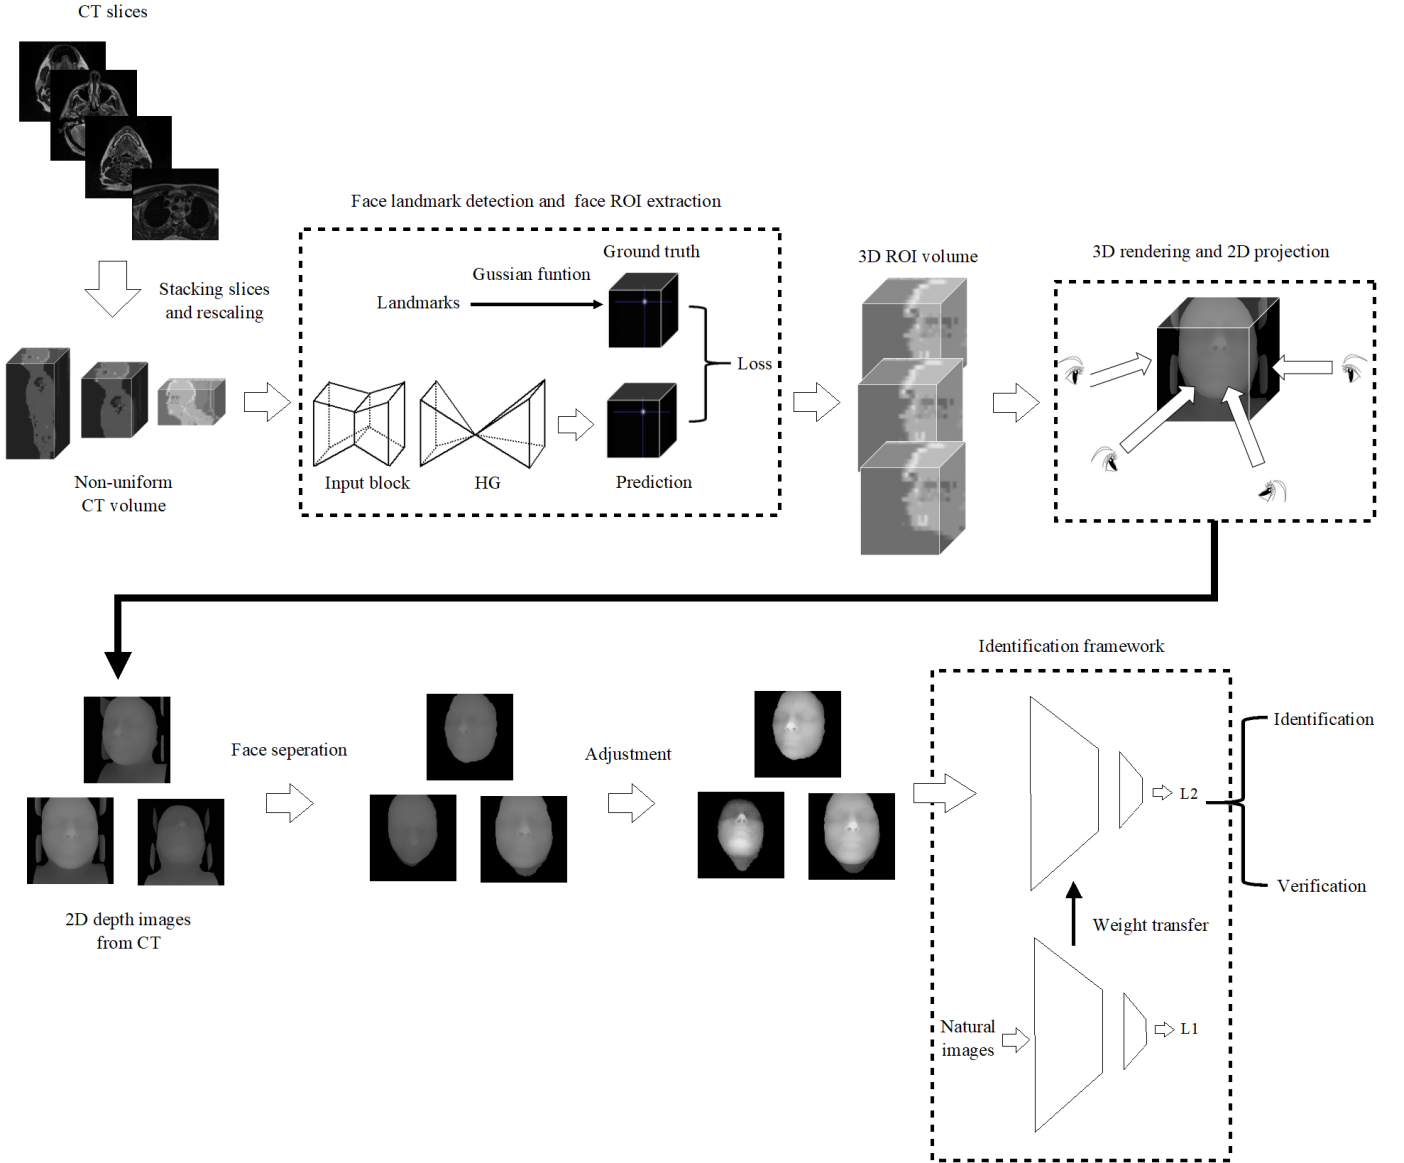 CT slices
Stacking slices
and rescaling
Non-uniform
CT volume
Face landmark detection and face ROI extraction
Ground truth
Gussian funtion
Landmarks
Loss
Input block
HG
Prediction
3D ROI volume
3D rendering and 2D projection
2D depth images
from CT
Face seperation
Adjustment
Identification framework
L2
Identification
Verification
Weight transfer
Natural
images
L1